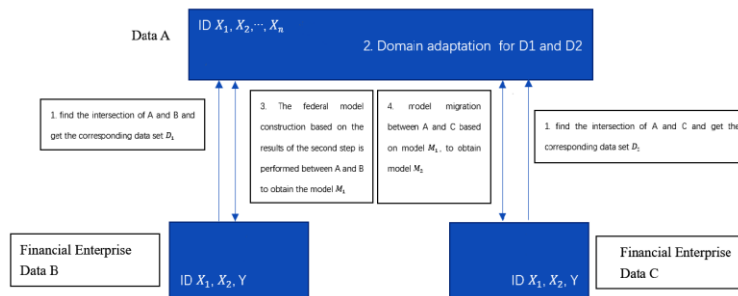 Data A
ID X₁, X₂,⋯, Xₙ
2. Domain adaptation for D1 and D2
1. find the intersection of A and B and
get the corresponding data set D₁
3. The federal model
construction based on the
results of the second step is
performed between A and B
to obtain the model M₁
4. model migration
between A and C based
on model M₁, to obtain
model M₂
1. find the intersection of A and C and get the
corresponding data set D₂
Financial Enterprise
Data B
ID X₁, X₂, Y
ID X₁, X₂, Y
Financial Enterprise
Data C